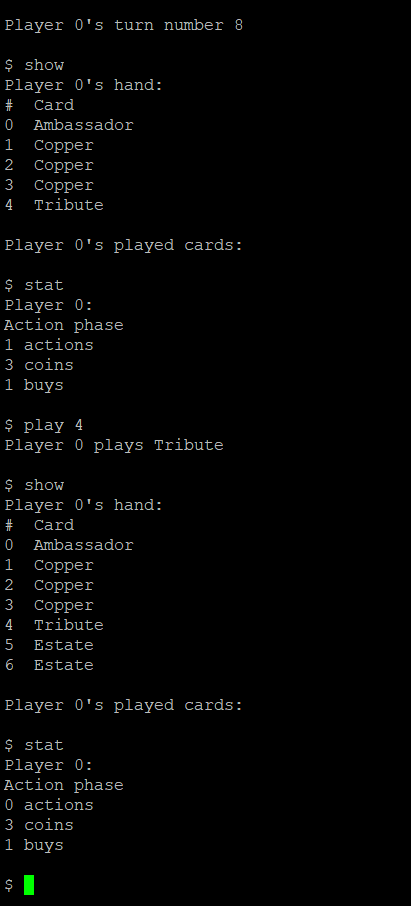 Player 0's turn number 8
$ show
Player 0's hand:
#  Card
0  Ambassador
1  Copper
2  Copper
3  Copper
4  Tribute
Player 0's played cards:
$ stat
Player 0:
Action phase
1 actions
3 coins
1 buys
$ play 4
Player 0 plays Tribute
$ show
Player 0's hand:
#  Card
0  Ambassador
1  Copper
2  Copper
3  Copper
4  Tribute
5  Estate
6  Estate
Player 0's played cards:
$ stat
Player 0:
Action phase
0 actions
3 coins
1 buys
$